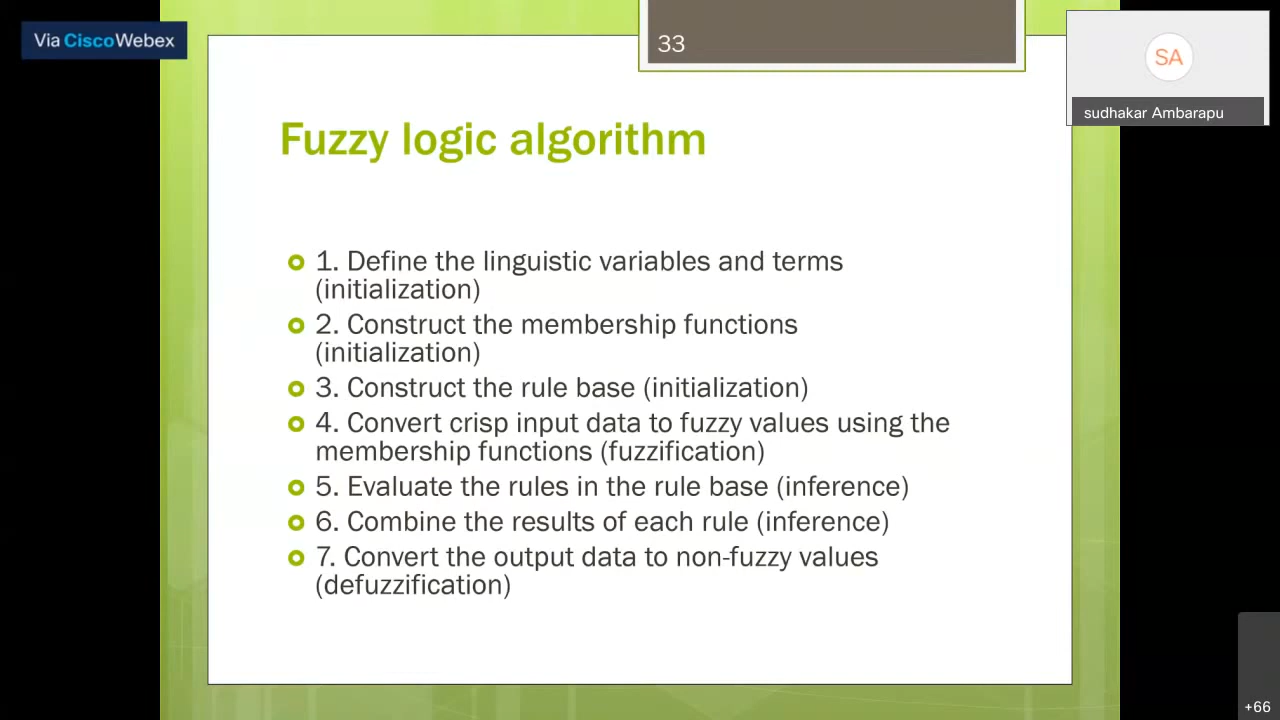 Via CiscoWebex
33
SA
sudhakar Ambarapu
Fuzzy logic algorithm
1. Define the linguistic variables and terms
(initialization)
2. Construct the membership functions
(initialization)
3. Construct the rule base (initialization)
4. Convert crisp input data to fuzzy values using the
membership functions (fuzzification)
5. Evaluate the rules in the rule base (inference)
6. Combine the results of each rule (inference)
7. Convert the output data to non-fuzzy values
(defuzzification)
+66